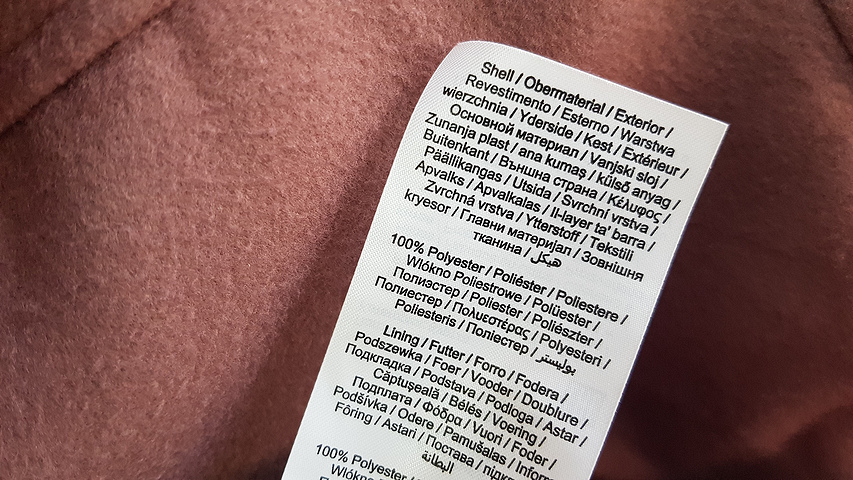 Shell / Obermaterial / Exterior /
Revestimento / Esterno / Warstwa
wierzchnia / Yderside / Kest / Extérieur /
Основной материал / Vanjski sloj /
Zunanja plast / ana kumaş / külső anyag /
Buitenkant / Външна страна / Κέλυφος /
Päällikangas / Utsida / Svrchní vrstva /
Apvalks / Apvalkalas / il-layer ta' barra /
Zvrchná vrstva / Ytterstoff / Tekstili
kryesor / Главни материјал / Зовнішня
тканина / هيكل
100% Polyester / Poliéster / Poliestere /
Włókno Poliestrowe / Polüester /
Полиэстер / Poliester / Poliészter /
Полиестер / Πολυεστέρας / Polyesteri /
Poliesteris / Поліестер / بوليستر
Lining / Futter / Forro / Fodera /
Podszewka / Foer / Vooder / Doublure /
Подкладка / Podstava / Podloga / Astar /
Căptușeală / Bélés / Voering /
Подплата / Φόδρα / Vuori / Foder /
Podšívka / Odere / Pamušalas / Inforra /
Fôring / Astari / Постава /
البطانة
100% Polyester /
Włókno